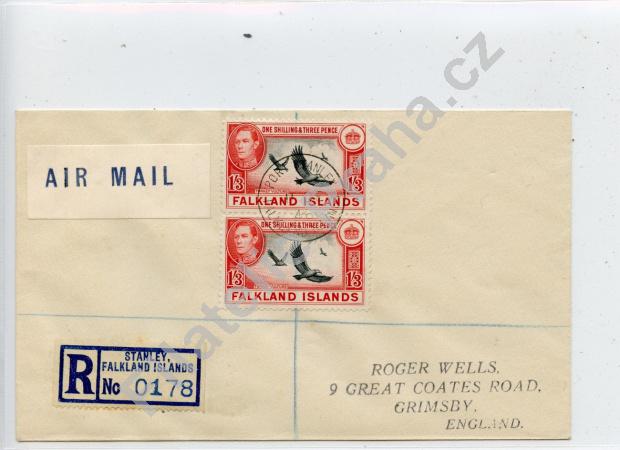 ONE SHILLING & THREE PENCE
1/3
1/3
FALKLAND ISLANDS
ONE SHILLING & THREE PENCE
1/3
1/3
FALKLAND ISLANDS
AIR MAIL
R
STANLEY,
FALKLAND ISLANDS
No 0178
ROGER WELLS,
9 GREAT COATES ROAD,
GRIMSBY,
ENGLAND.